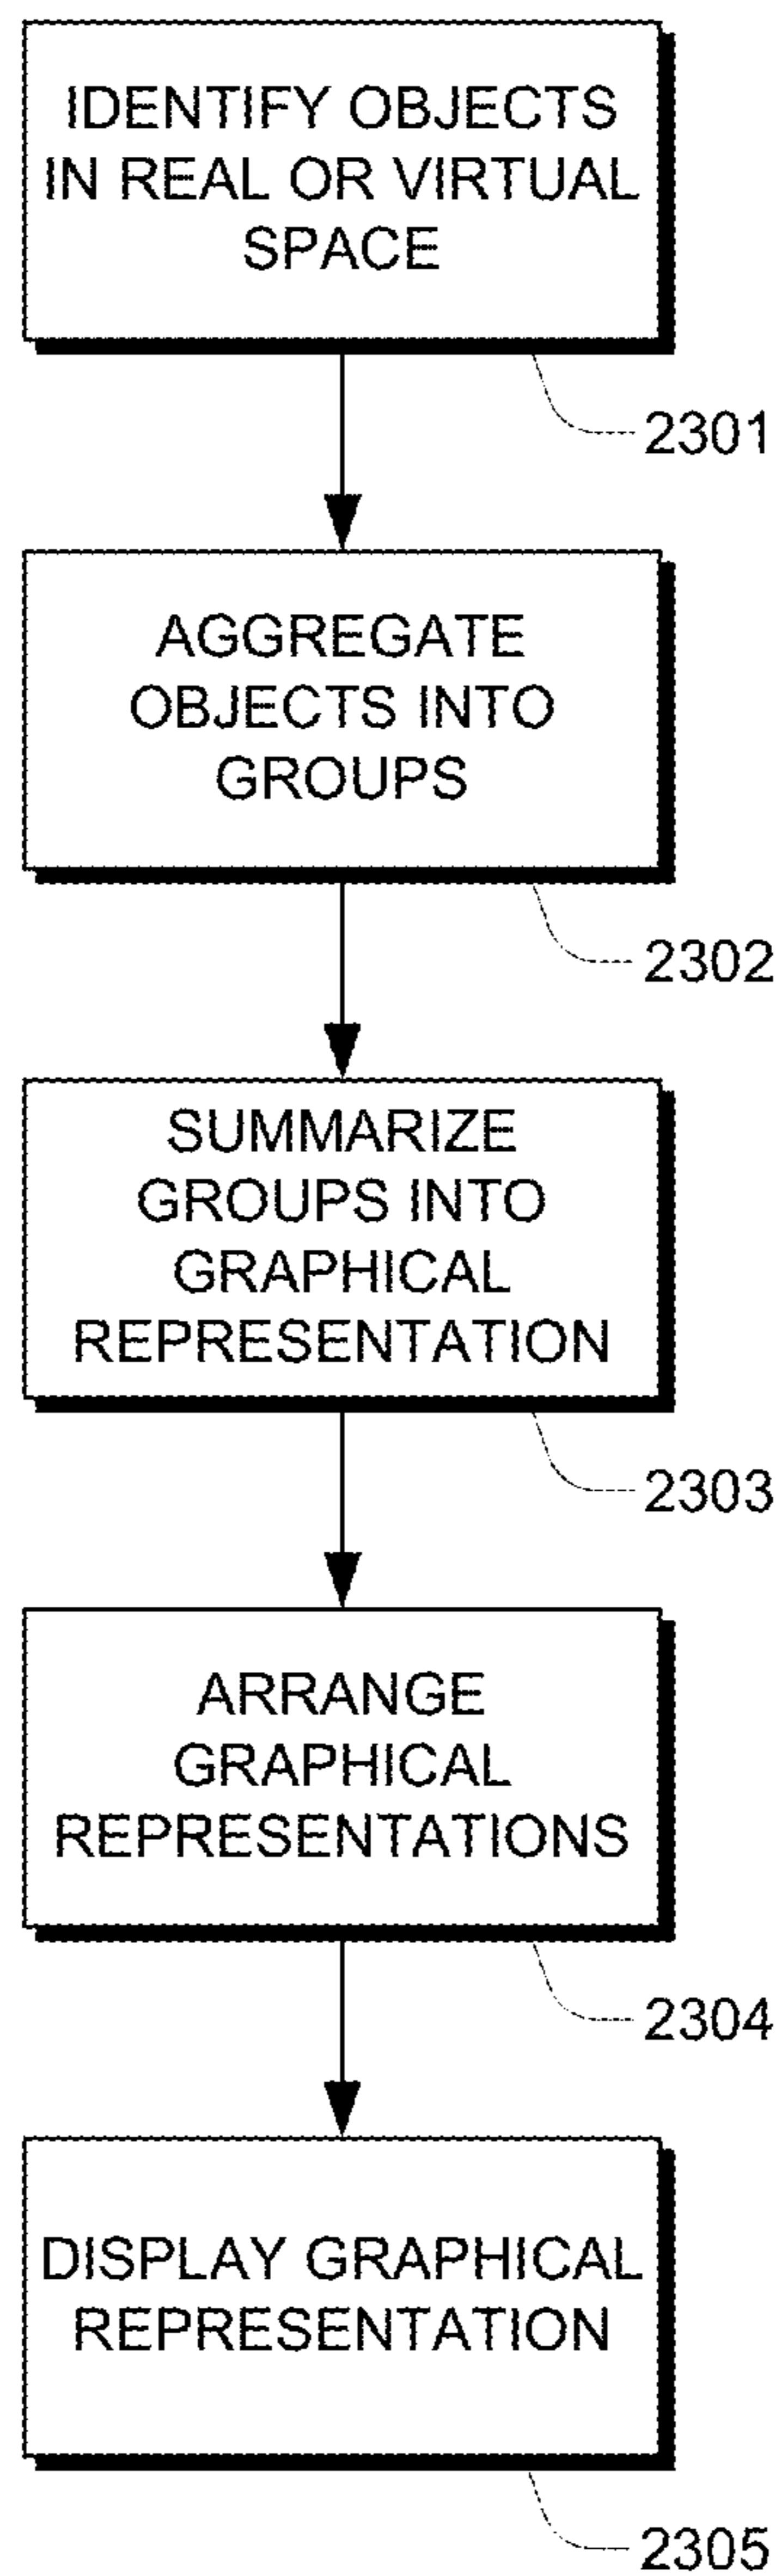 IDENTIFY OBJECTS
IN REAL OR VIRTUAL
SPACE
2301
AGGREGATE
OBJECTS INTO
GROUPS
2302
SUMMARIZE
GROUPS INTO
GRAPHICAL
REPRESENTATION
2303
ARRANGE
GRAPHICAL
REPRESENTATIONS
2304
DISPLAY GRAPHICAL
REPRESENTATION
2305